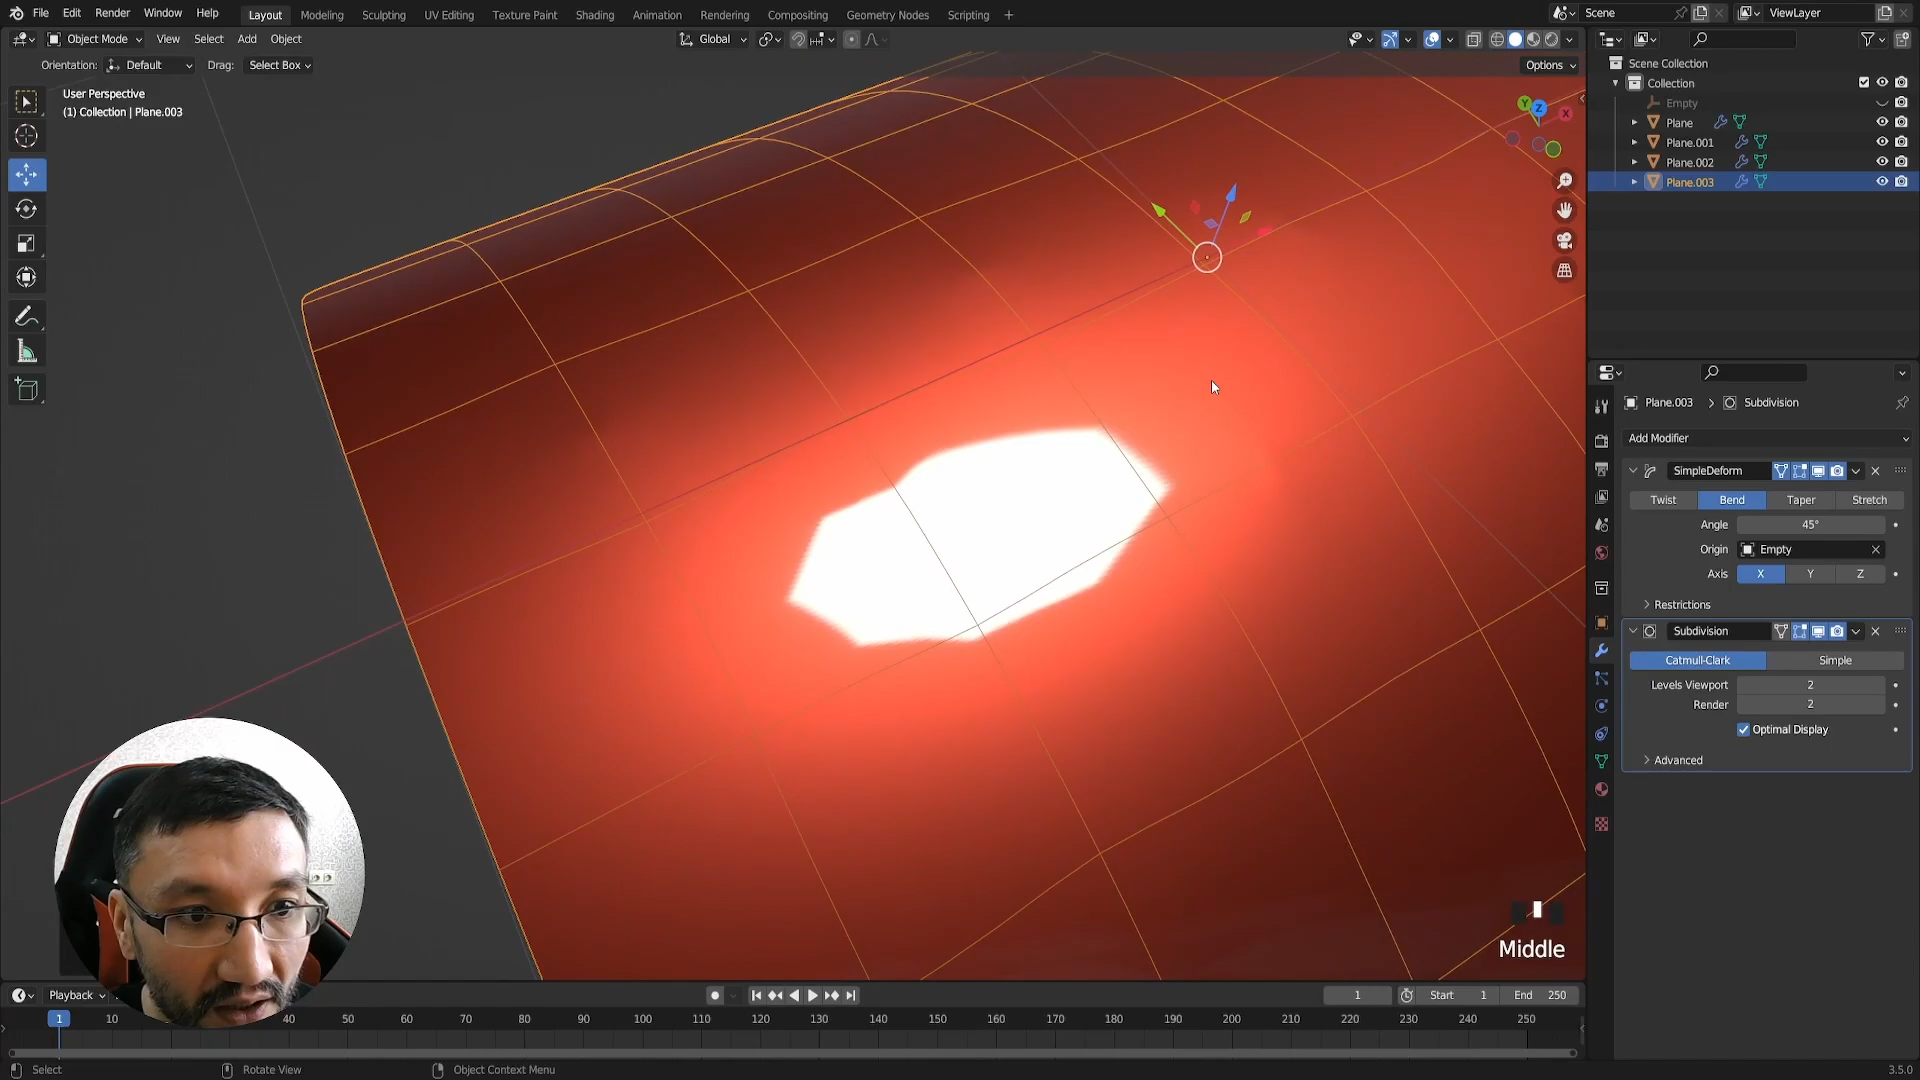 File Edit Render Window Help Layout Modeling Sculpting UV Editing Texture Paint Shading Animation Rendering Compositing Geometry Nodes Scripting + Scene ViewLayer
Object Mode View Select Add Object Global
Orientation: Default Drag: Select Box Options
User Perspective
(1) Collection | Plane.003
Y Z X
Scene Collection
Collection
Empty
Plane
Plane.001
Plane.002
Plane.003
Plane.003 > Subdivision
Add Modifier
SimpleDeform
Twist Bend Taper Stretch
Angle 45°
Origin Empty
Axis X Y Z
> Restrictions
Subdivision
Catmull-Clark Simple
Levels Viewport 2
Render 2
Optimal Display
> Advanced
Middle
Playback 1 Start 1 End 250
1 10 40 50 60 70 80 90 100 110 120 130 140 150 160 170 180 190 200 210 220 230 240 250
Select Rotate View Object Context Menu 3.5.0